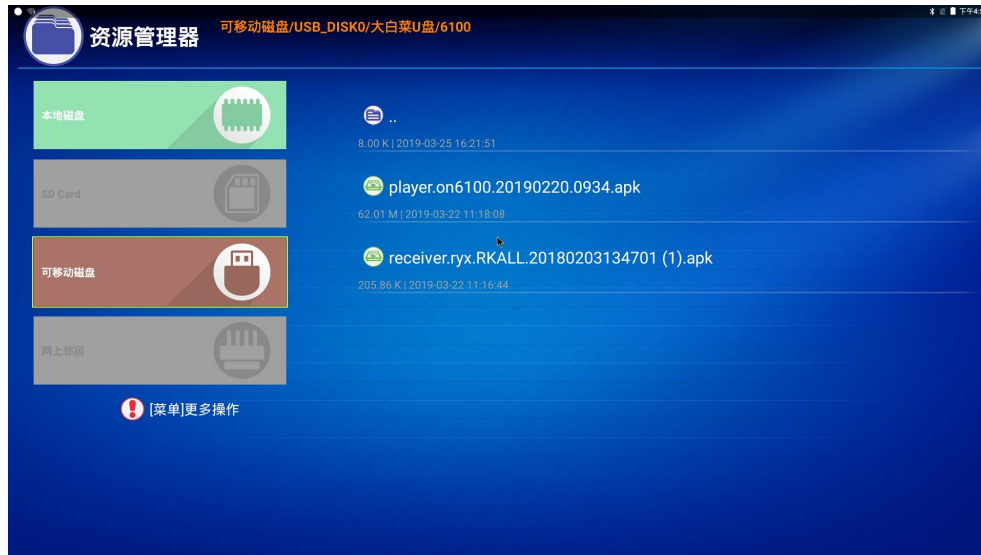 下午4:
资源管理器
可移动磁盘/USB_DISK0/大白菜U盘/6100
本地磁盘
SD Card
可移动磁盘
网上邻居
[菜单]更多操作
..
8.00 K | 2019-03-25 16:21:51
player.on6100.20190220.0934.apk
62.01 M | 2019-03-22 11:18:08
receiver.ryx.RKALL.20180203134701 (1).apk
205.86 K | 2019-03-22 11:16:44